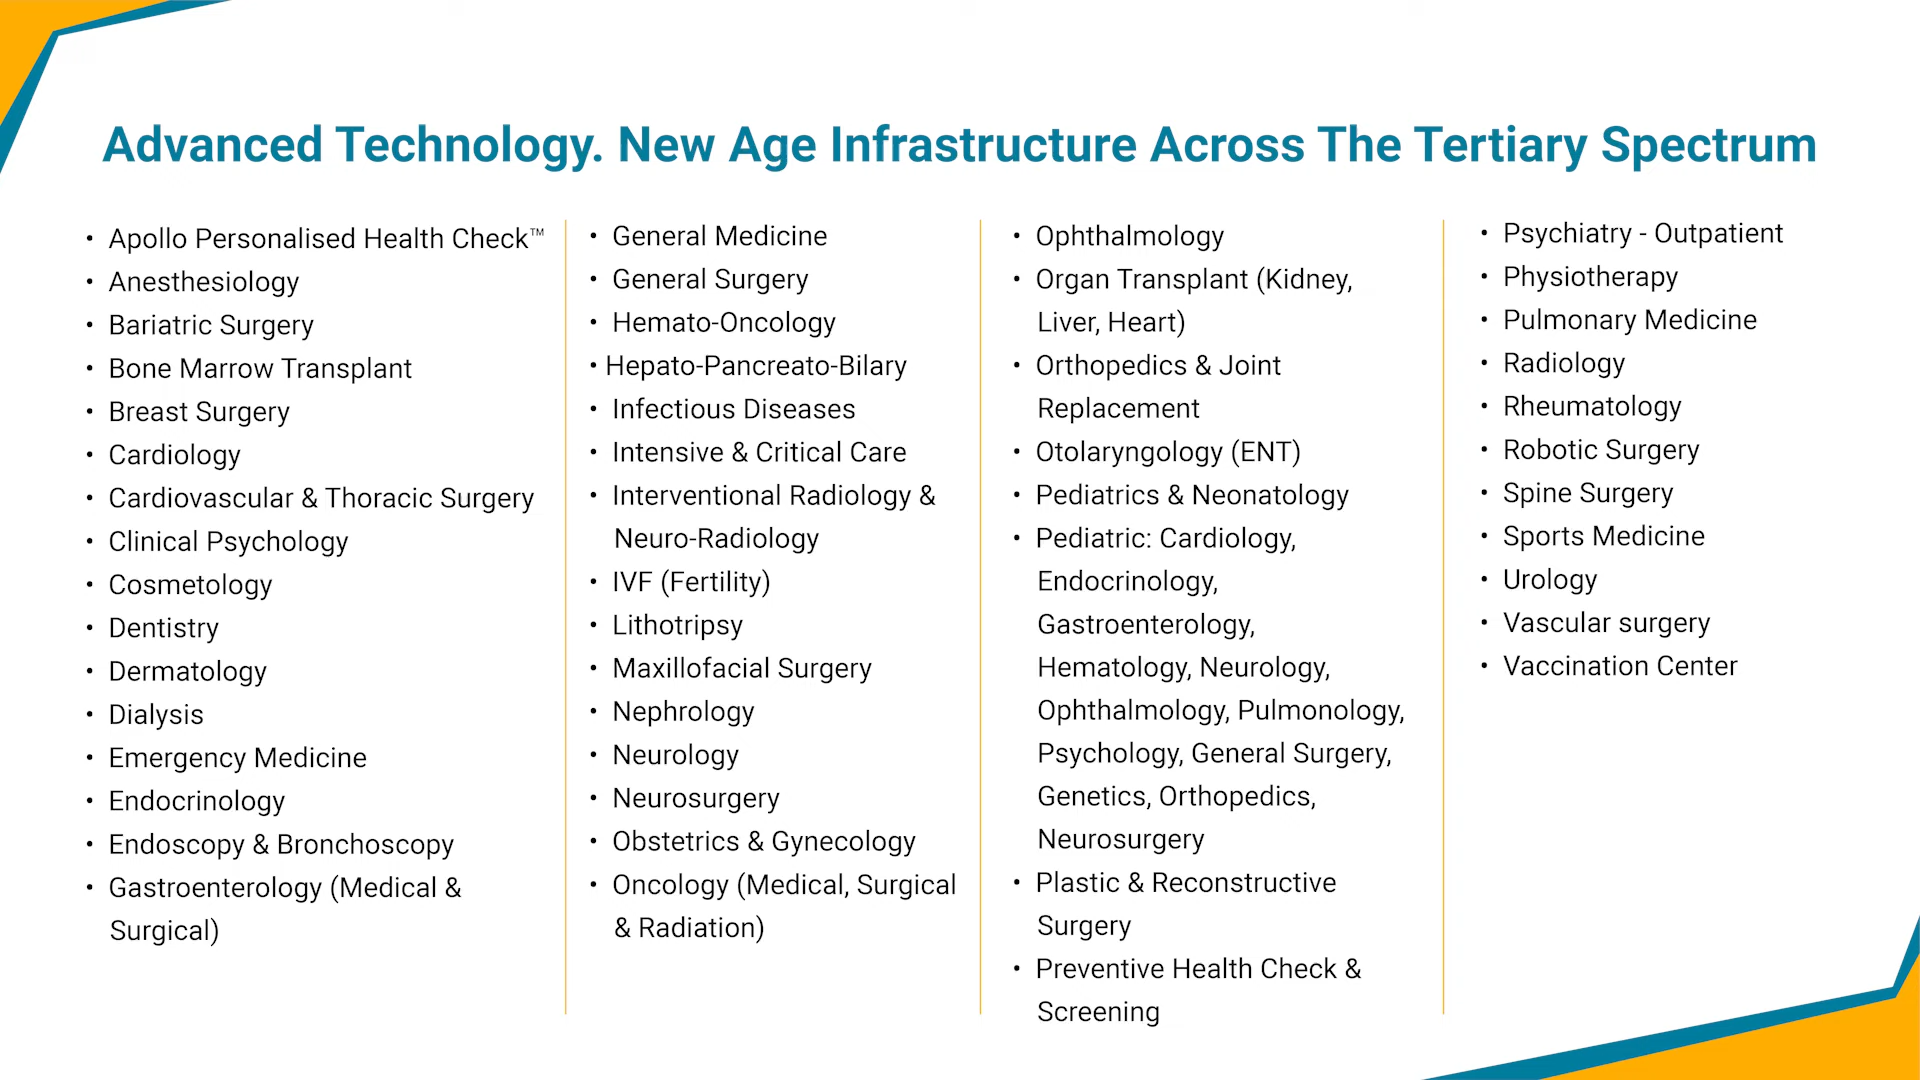 Advanced Technology. New Age Infrastructure Across The Tertiary Spectrum
• Apollo Personalised Health Check™
• Anesthesiology
• Bariatric Surgery
• Bone Marrow Transplant
• Breast Surgery
• Cardiology
• Cardiovascular & Thoracic Surgery
• Clinical Psychology
• Cosmetology
• Dentistry
• Dermatology
• Dialysis
• Emergency Medicine
• Endocrinology
• Endoscopy & Bronchoscopy
• Gastroenterology (Medical &
Surgical)
• General Medicine
• General Surgery
• Hemato-Oncology
• Hepato-Pancreato-Bilary
• Infectious Diseases
• Intensive & Critical Care
• Interventional Radiology &
Neuro-Radiology
• IVF (Fertility)
• Lithotripsy
• Maxillofacial Surgery
• Nephrology
• Neurology
• Neurosurgery
• Obstetrics & Gynecology
• Oncology (Medical, Surgical
& Radiation)
• Ophthalmology
• Organ Transplant (Kidney,
Liver, Heart)
• Orthopedics & Joint
Replacement
• Otolaryngology (ENT)
• Pediatrics & Neonatology
• Pediatric: Cardiology,
Endocrinology,
Gastroenterology,
Hematology, Neurology,
Ophthalmology, Pulmonology,
Psychology, General Surgery,
Genetics, Orthopedics,
Neurosurgery
• Plastic & Reconstructive
Surgery
• Preventive Health Check &
Screening
• Psychiatry - Outpatient
• Physiotherapy
• Pulmonary Medicine
• Radiology
• Rheumatology
• Robotic Surgery
• Spine Surgery
• Sports Medicine
• Urology
• Vascular surgery
• Vaccination Center